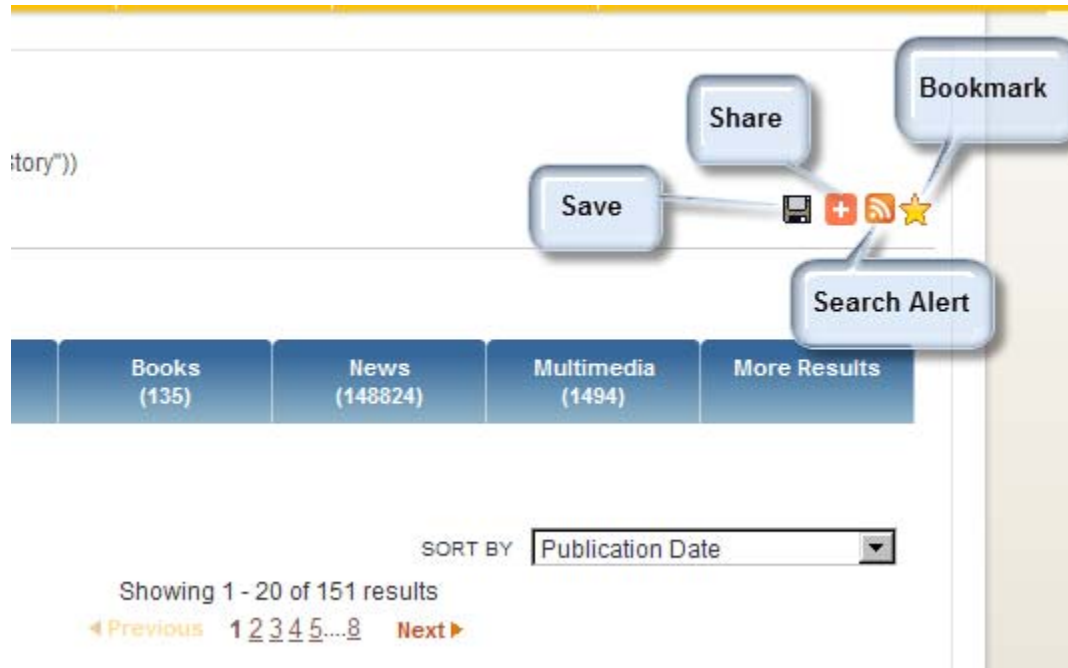 Bookmark
Share
story"))
Save
Search Alert
Books
(135)
News
(148824)
Multimedia
(1494)
More Results
SORT BY Publication Date
Showing 1 - 20 of 151 results
Previous 1 2 3 4 5....8 Next